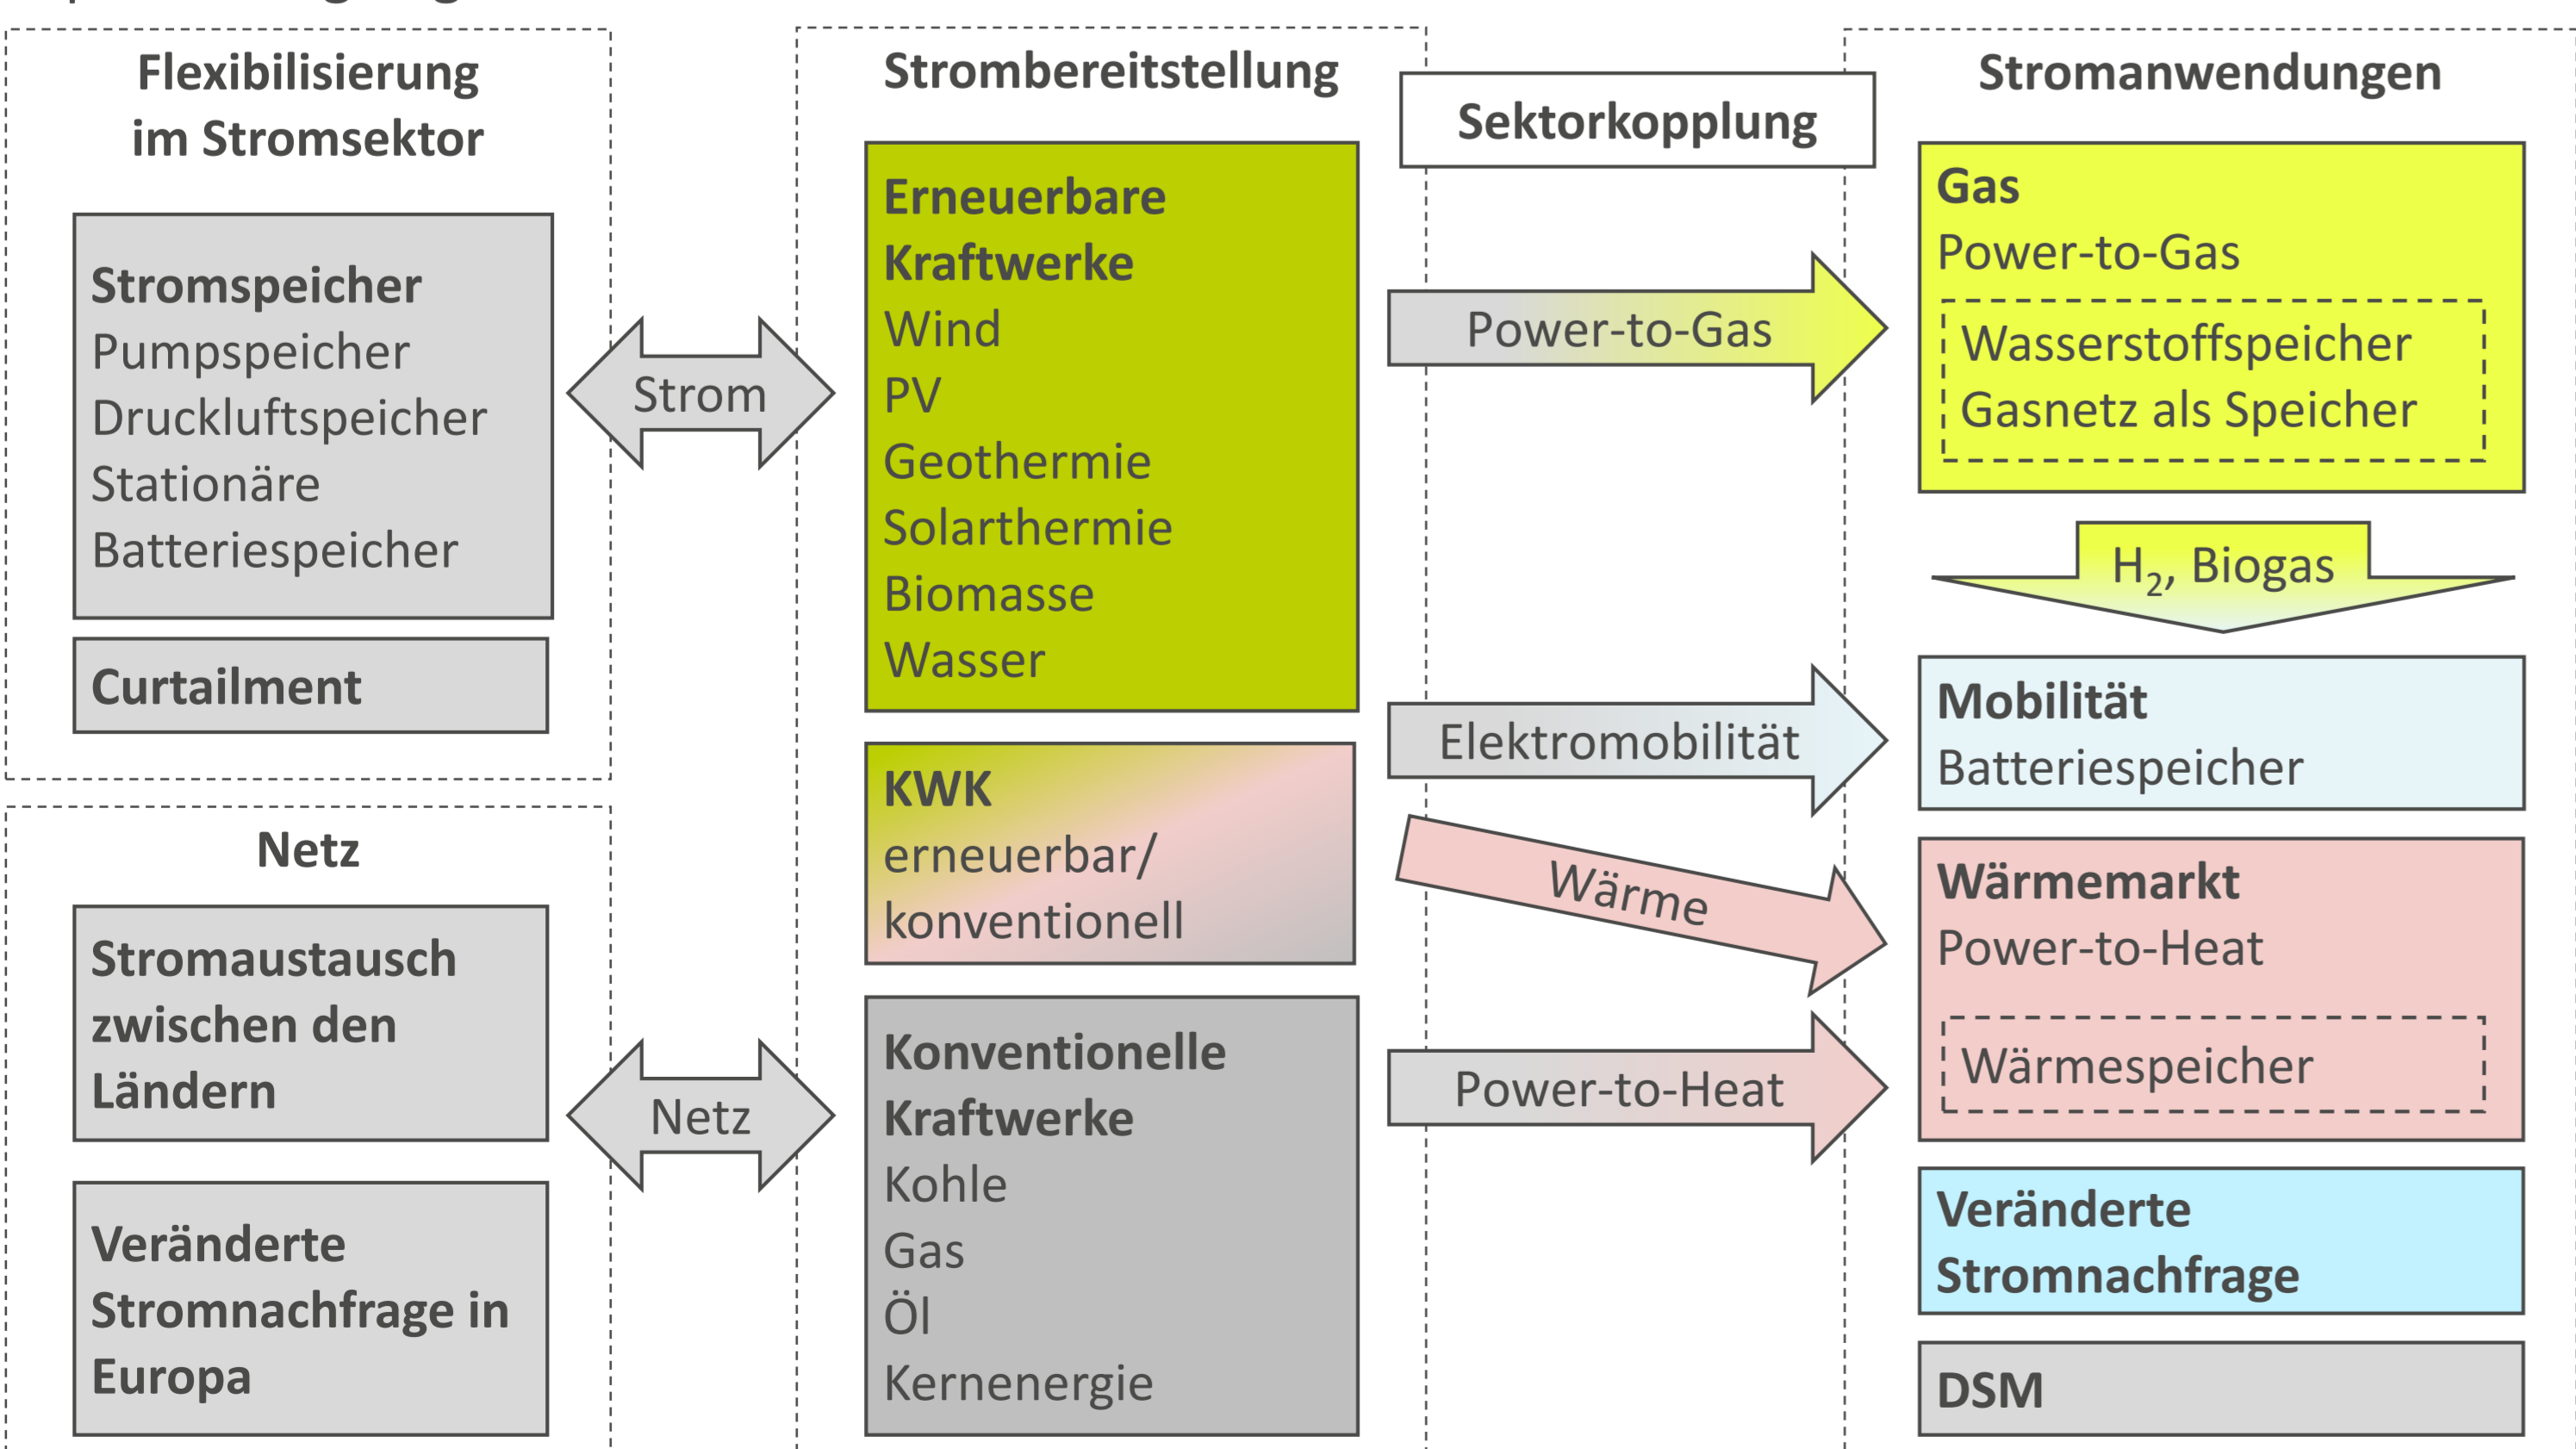 Flexibilisierung
im Stromsektor
Stromspeicher
Pumpspeicher
Druckluftspeicher
Stationäre
Batteriespeicher
Curtailment
Netz
Stromaustausch
zwischen den
Ländern
Veränderte
Stromnachfrage in
Europa
Strom
Netz
Strombereitstellung
Erneuerbare
Kraftwerke
Wind
PV
Geothermie
Solarthermie
Biomasse
Wasser
KWK
erneuerbar/
konventionell
Konventionelle
Kraftwerke
Kohle
Gas
Öl
Kernenergie
Sektorkopplung
Power-to-Gas
Elektromobilität
Wärme
Power-to-Heat
Stromanwendungen
Gas
Power-to-Gas
Wasserstoffspeicher
Gasnetz als Speicher
H₂, Biogas
Mobilität
Batteriespeicher
Wärmemarkt
Power-to-Heat
Wärmespeicher
Veränderte
Stromnachfrage
DSM